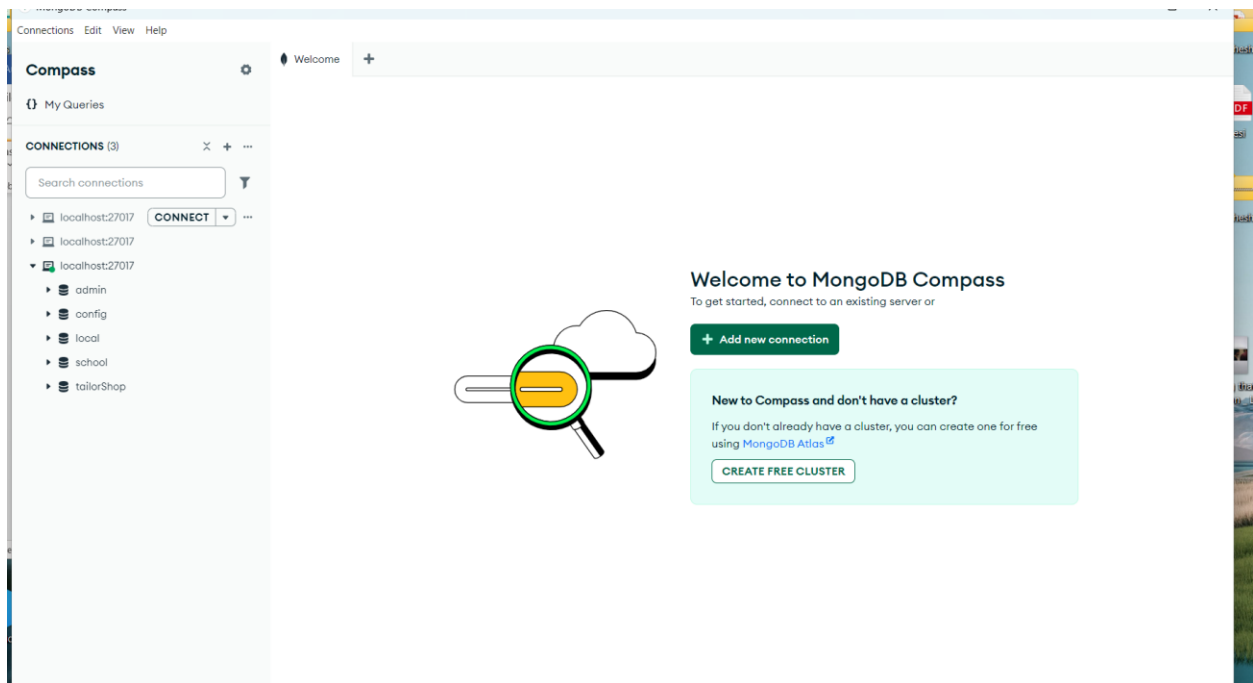 MongoDB Compass
Connections Edit View Help
Compass
Welcome +
{} My Queries
CONNECTIONS (3) + ...
Search connections
localhost:27017 CONNECT ...
localhost:27017
localhost:27017
admin
config
local
school
tailorShop
Welcome to MongoDB Compass
To get started, connect to an existing server or
+ Add new connection
New to Compass and don't have a cluster?
If you don't already have a cluster, you can create one for free
using MongoDB Atlas
CREATE FREE CLUSTER
DF